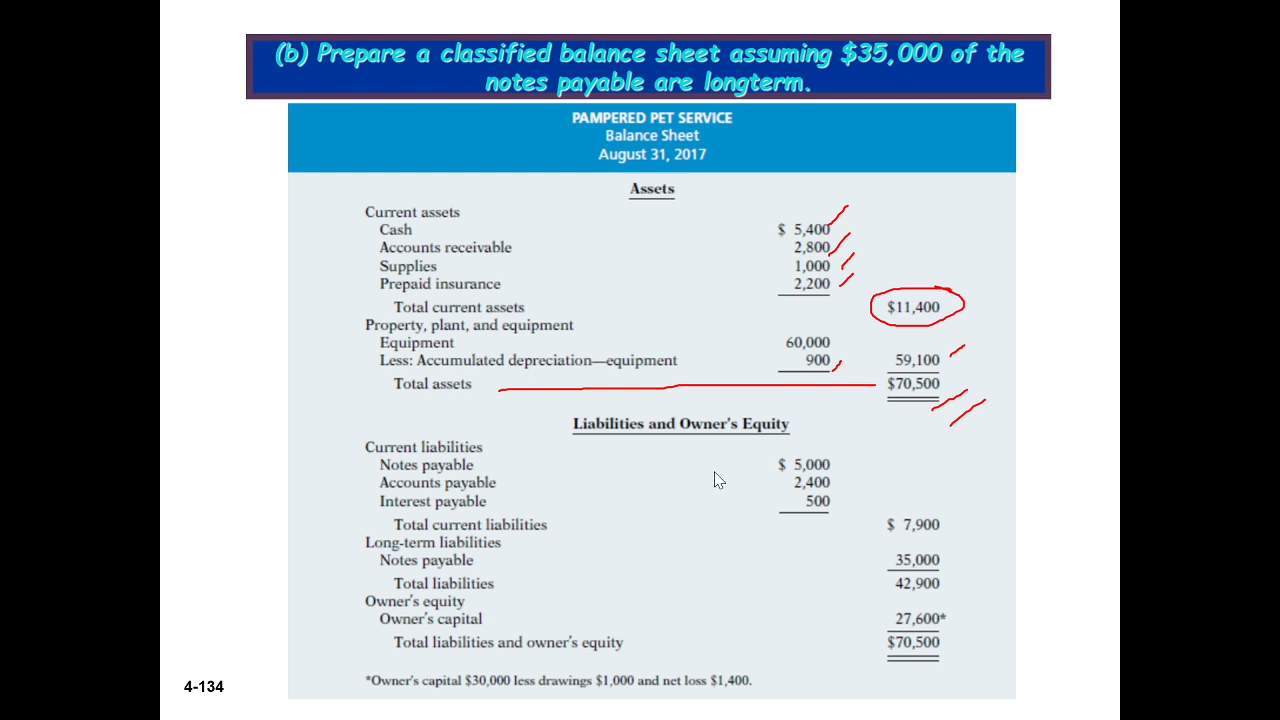 (b) Prepare a classified balance sheet assuming $35,000 of the
notes payable are longterm.
PAMPERED PET SERVICE
Balance Sheet
August 31, 2017
Assets
Current assets
Cash $ 5,400
Accounts receivable 2,800
Supplies 1,000
Prepaid insurance 2,200
Total current assets $11,400
Property, plant, and equipment
Equipment 60,000
Less: Accumulated depreciation—equipment 900 59,100
Total assets $70,500
Liabilities and Owner's Equity
Current liabilities
Notes payable $ 5,000
Accounts payable 2,400
Interest payable 500
Total current liabilities $ 7,900
Long-term liabilities
Notes payable 35,000
Total liabilities 42,900
Owner's equity
Owner's capital 27,600*
Total liabilities and owner's equity $70,500
*Owner's capital $30,000 less drawings $1,000 and net loss $1,400.
4-134